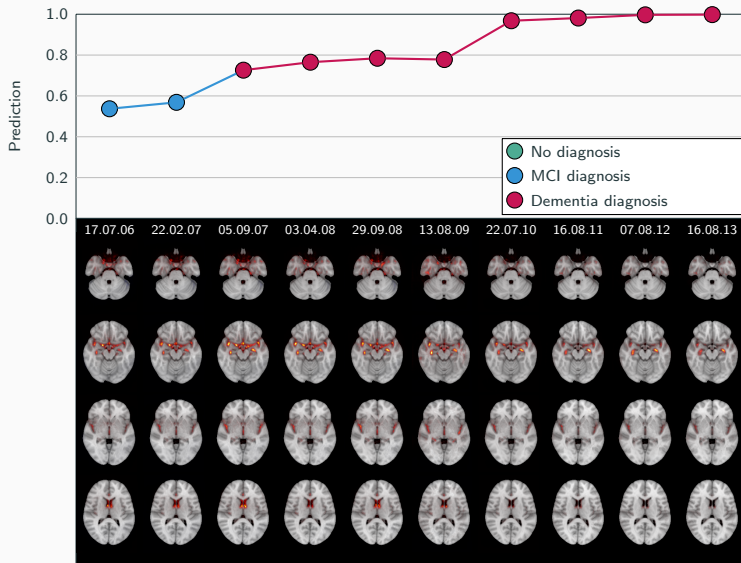 Prediction
1.0
0.8
0.6
0.4
0.2
0.0
No diagnosis
MCI diagnosis
Dementia diagnosis
17.07.06 22.02.07 05.09.07 03.04.08 29.09.08 13.08.09 22.07.10 16.08.11 07.08.12 16.08.13